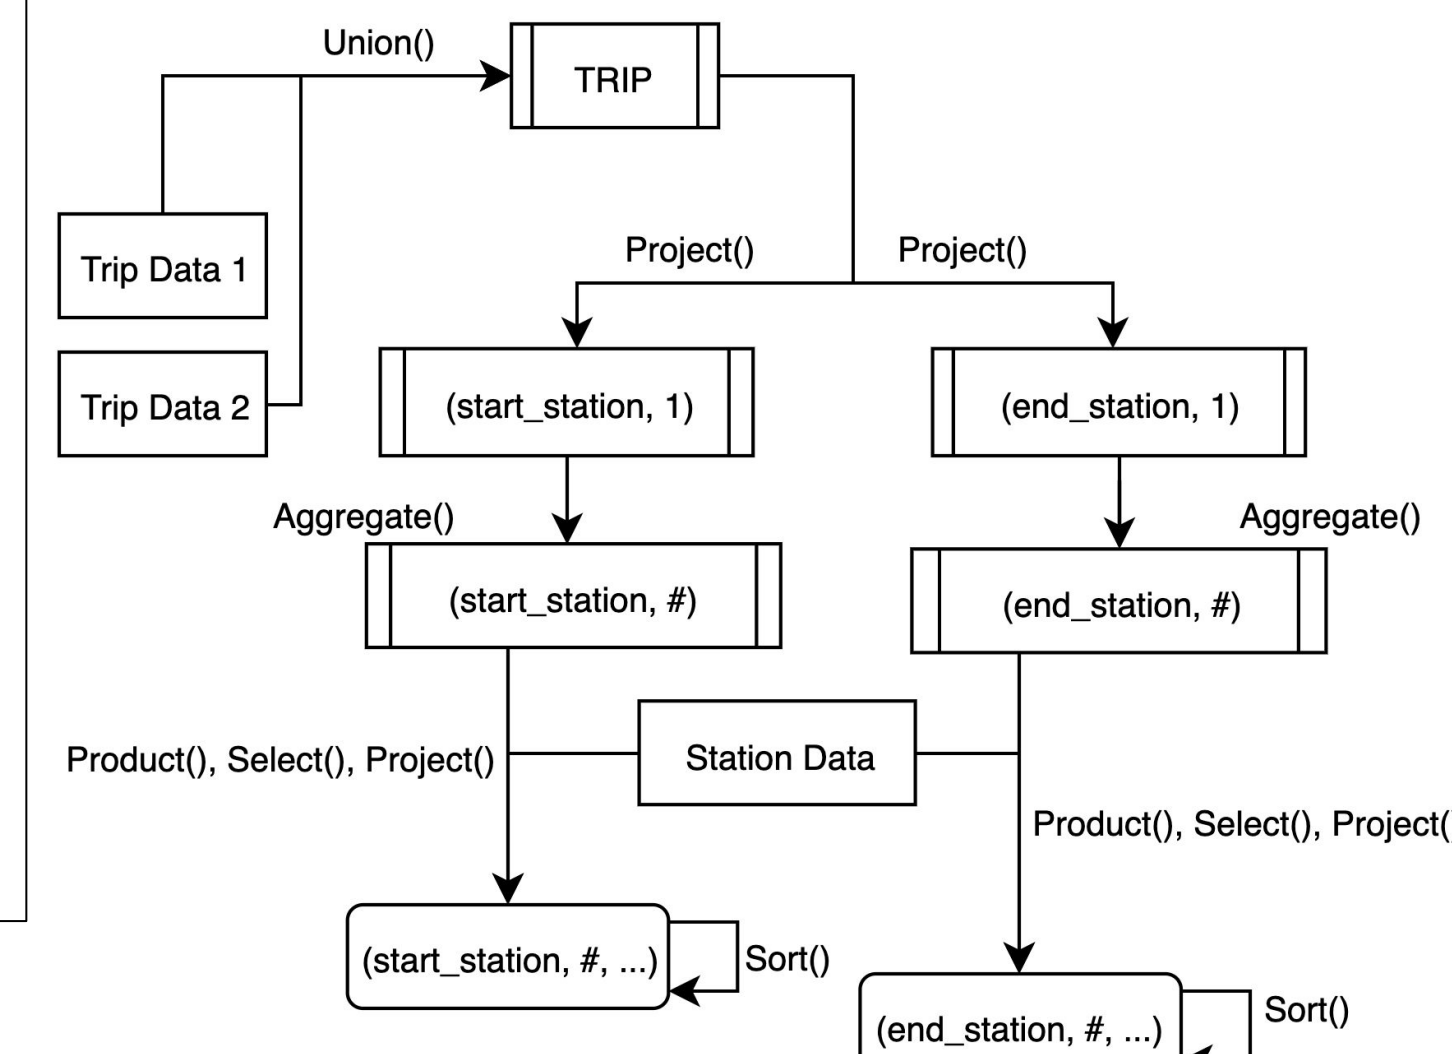 Union()
TRIP
Trip Data 1
Project()
Project()
Trip Data 2
(start_station, 1)
(end_station, 1)
Aggregate()
Aggregate()
(start_station, #)
(end_station, #)
Product(), Select(), Project()
Station Data
Product(), Select(), Project(
(start_station, #, ...)
Sort()
(end_station, #, ...)
Sort()